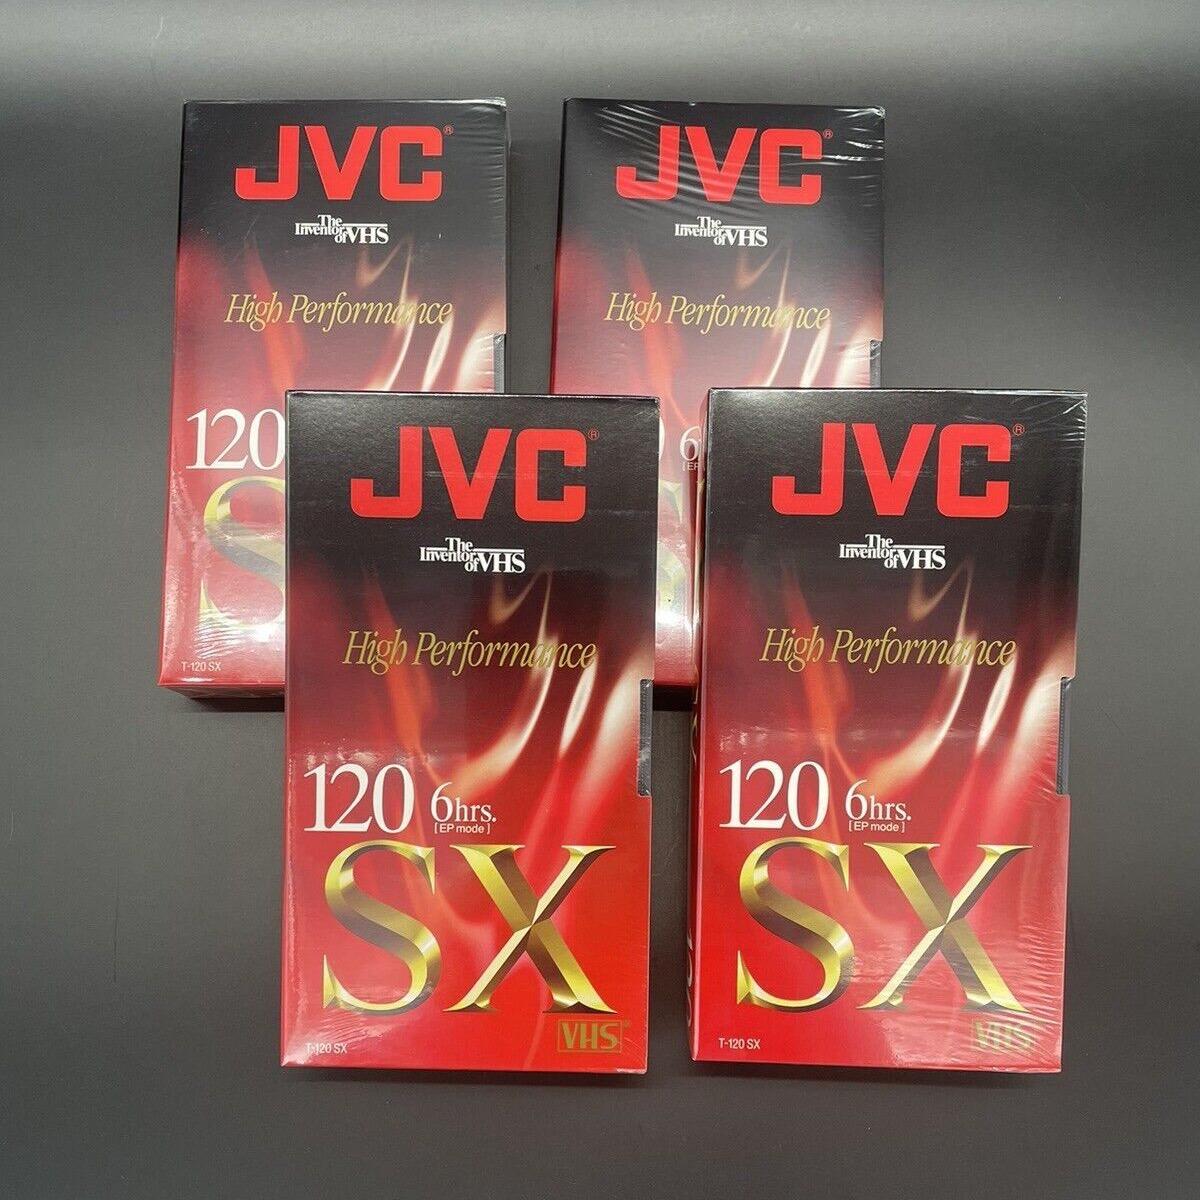 JVC®
The
Inventor
of VHS
High Performance
120
S
T-120 SX
JVC®
The
Inventor
of VHS
High Performance
6
JVC®
The
Inventor
of VHS
High Performance
120 6hrs.
[EP mode]
SX
VHS
T-120 SX
JVC®
The
Inventor
of VHS
High Performance
120 6hrs.
[EP mode]
SX
VHS
T-120 SX